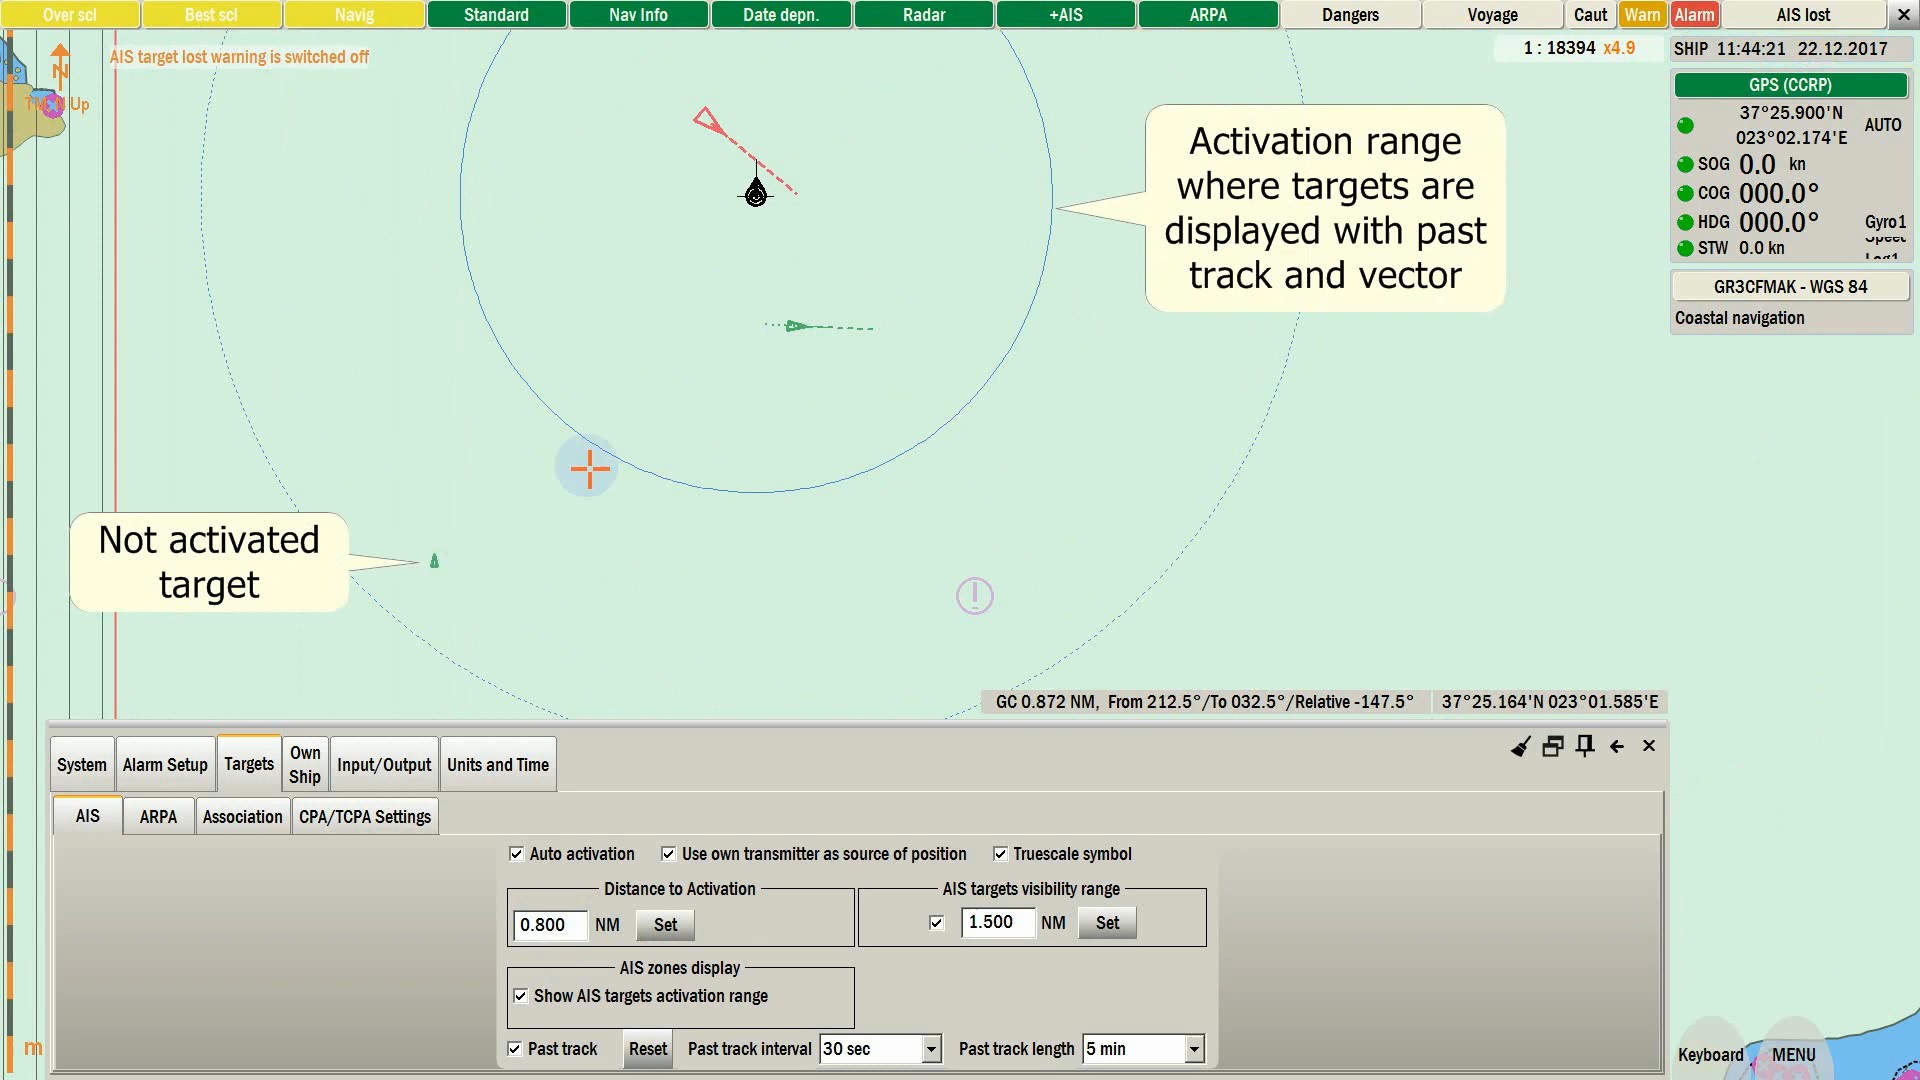 Over scl Best scl Navig Standard Nav Info Date depn. Radar +AIS ARPA Dangers Voyage Caut Warn Alarm AIS lost
AIS target lost warning is switched off
1 : 18394 x4.9
SHIP 11:44:21 22.12.2017
N
Up
GPS (CCRP)
37°25.900'N
023°02.174'E
AUTO
SOG 0.0 kn
COG 000.0°
HDG 000.0° Gyro1
STW 0.0 kn
GR3CFMAK - WGS 84
Coastal navigation
Activation range
where targets are
displayed with past
track and vector
Not activated
target
GC 0.872 NM, From 212.5°/To 032.5°/Relative -147.5° 37°25.164'N 023°01.585'E
System Alarm Setup Targets Own Ship Input/Output Units and Time
AIS ARPA Association CPA/TCPA Settings
Auto activation Use own transmitter as source of position Truescale symbol
Distance to Activation AIS targets visibility range
0.800 NM Set 1.500 NM Set
AIS zones display
Show AIS targets activation range
Past track Reset Past track interval 30 sec Past track length 5 min
m
Keyboard MENU